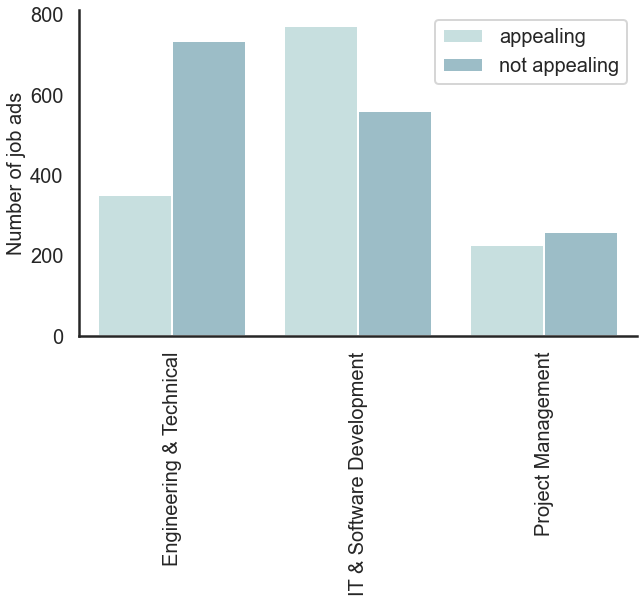 800
600
400
200
0
Number of job ads
appealing
not appealing
Engineering & Technical
IT & Software Development
Project Management